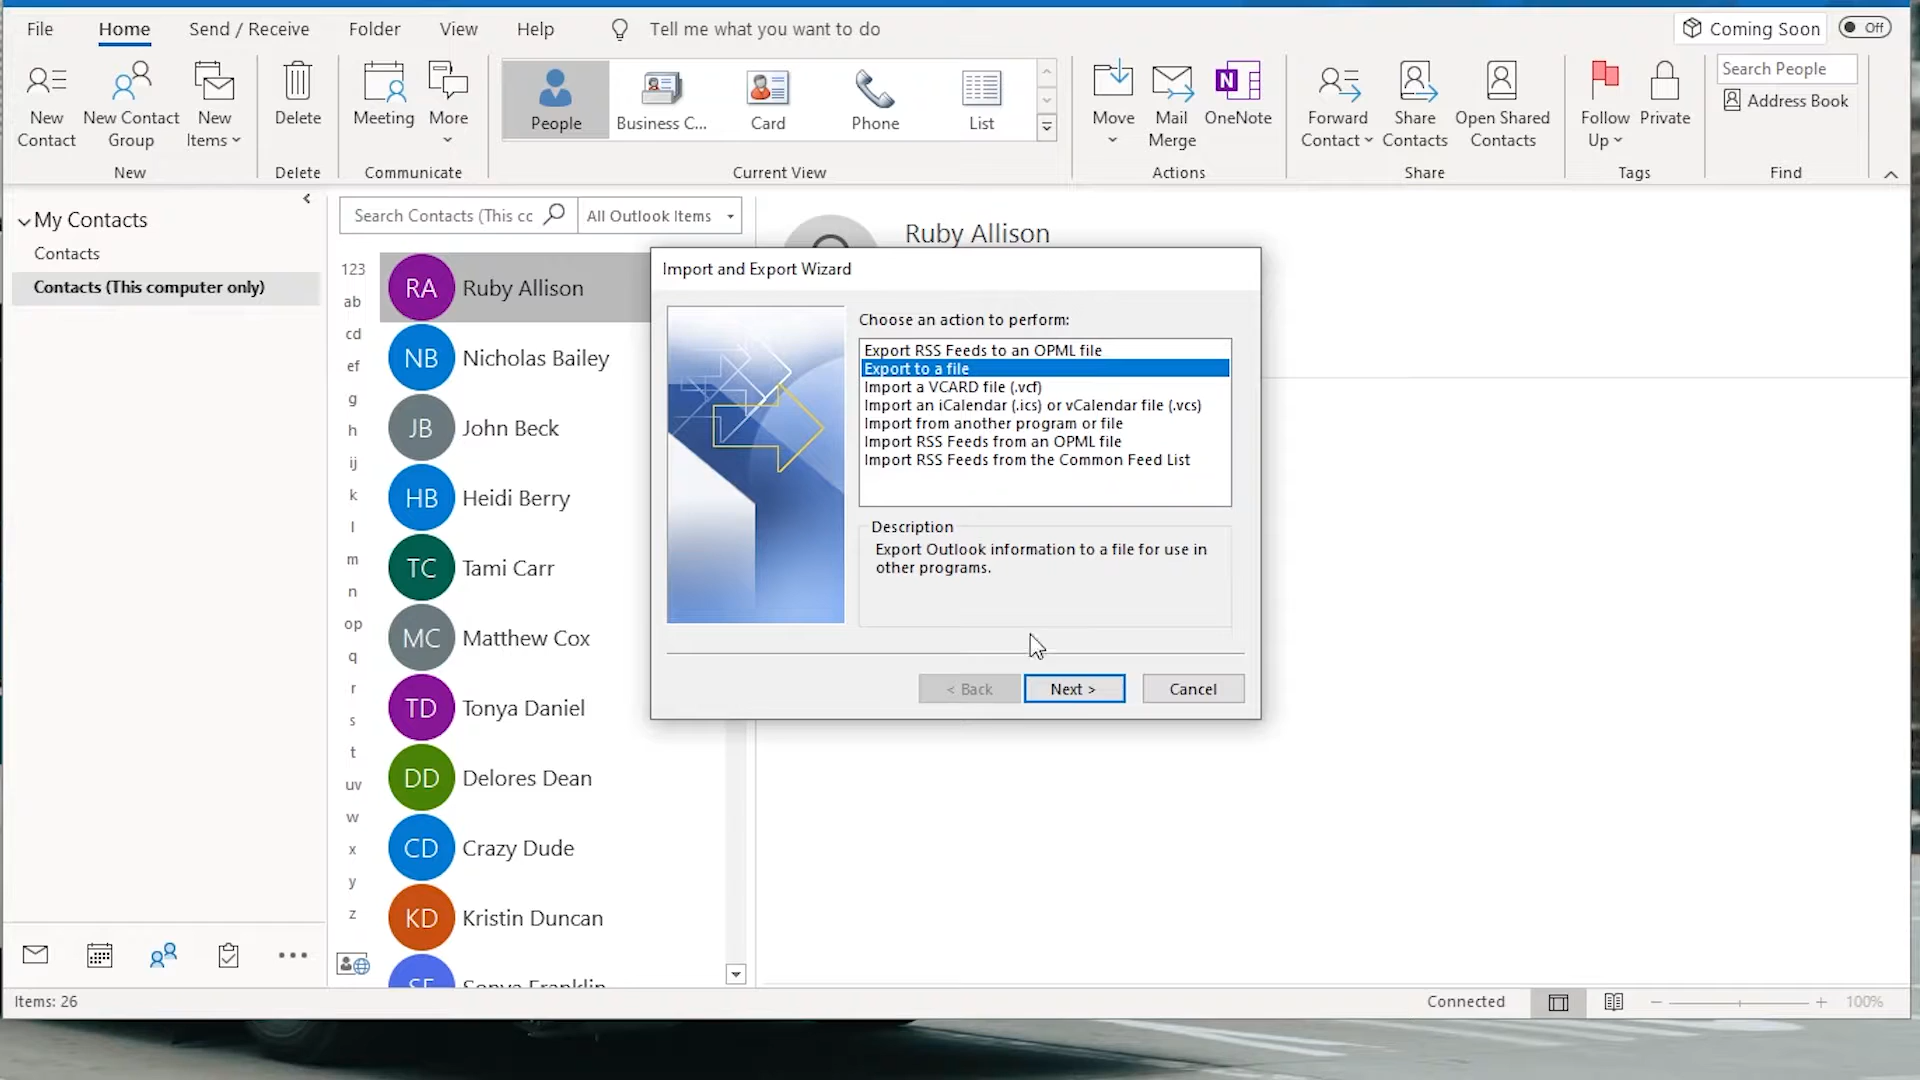 File Home Send / Receive Folder View Help Tell me what you want to do Coming Soon Off
New Contact
New Contact Group
New Items
New
Delete
Delete
Meeting
More
Communicate
People
Business C...
Card
Phone
List
Current View
Move
Mail Merge
OneNote
Actions
Forward Contact
Share Contacts
Open Shared Contacts
Share
Follow Up
Private
Tags
Search People
Address Book
Find
My Contacts
Contacts
Contacts (This computer only)
Search Contacts (This cc
All Outlook Items
123
ab
cd
ef
g
h
ij
k
l
m
n
op
q
r
s
t
uv
w
x
y
z
RA Ruby Allison
NB Nicholas Bailey
JB John Beck
HB Heidi Berry
TC Tami Carr
MC Matthew Cox
TD Tonya Daniel
DD Delores Dean
CD Crazy Dude
KD Kristin Duncan
SF Sonya Franklin
Ruby Allison
Import and Export Wizard
Choose an action to perform:
Export RSS Feeds to an OPML file
Export to a file
Import a VCARD file (.vcf)
Import an iCalendar (.ics) or vCalendar file (.vcs)
Import from another program or file
Import RSS Feeds from an OPML file
Import RSS Feeds from the Common Feed List
Description
Export Outlook information to a file for use in
other programs.
< Back Next > Cancel
Items: 26
Connected
100%